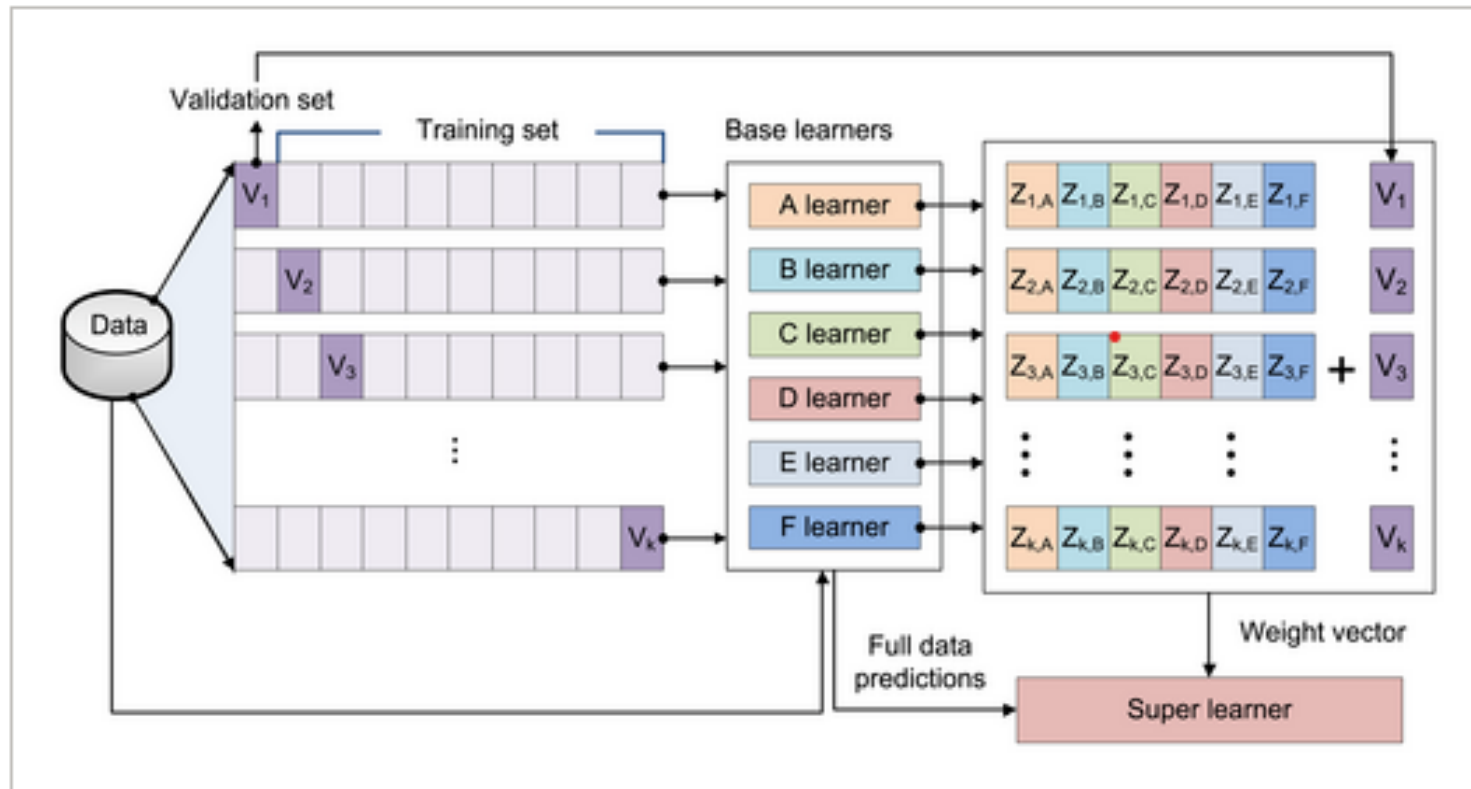 Validation set
Training set
Base learners
V1
A learner
Z1,A Z1,B Z1,C Z1,D Z1,E Z1,F
V1
V2
B learner
Z2,A Z2,B Z2,C Z2,D Z2,E Z2,F
V2
Data
V3
C learner
Z3,A Z3,B Z3,C Z3,D Z3,E Z3,F + V3
D learner
⋮
E learner
⋮ ⋮ ⋮ ⋮
Vk
F learner
Zk,A Zk,B Zk,C Zk,D Zk,E Zk,F
Vk
Full data
predictions
Weight vector
Super learner